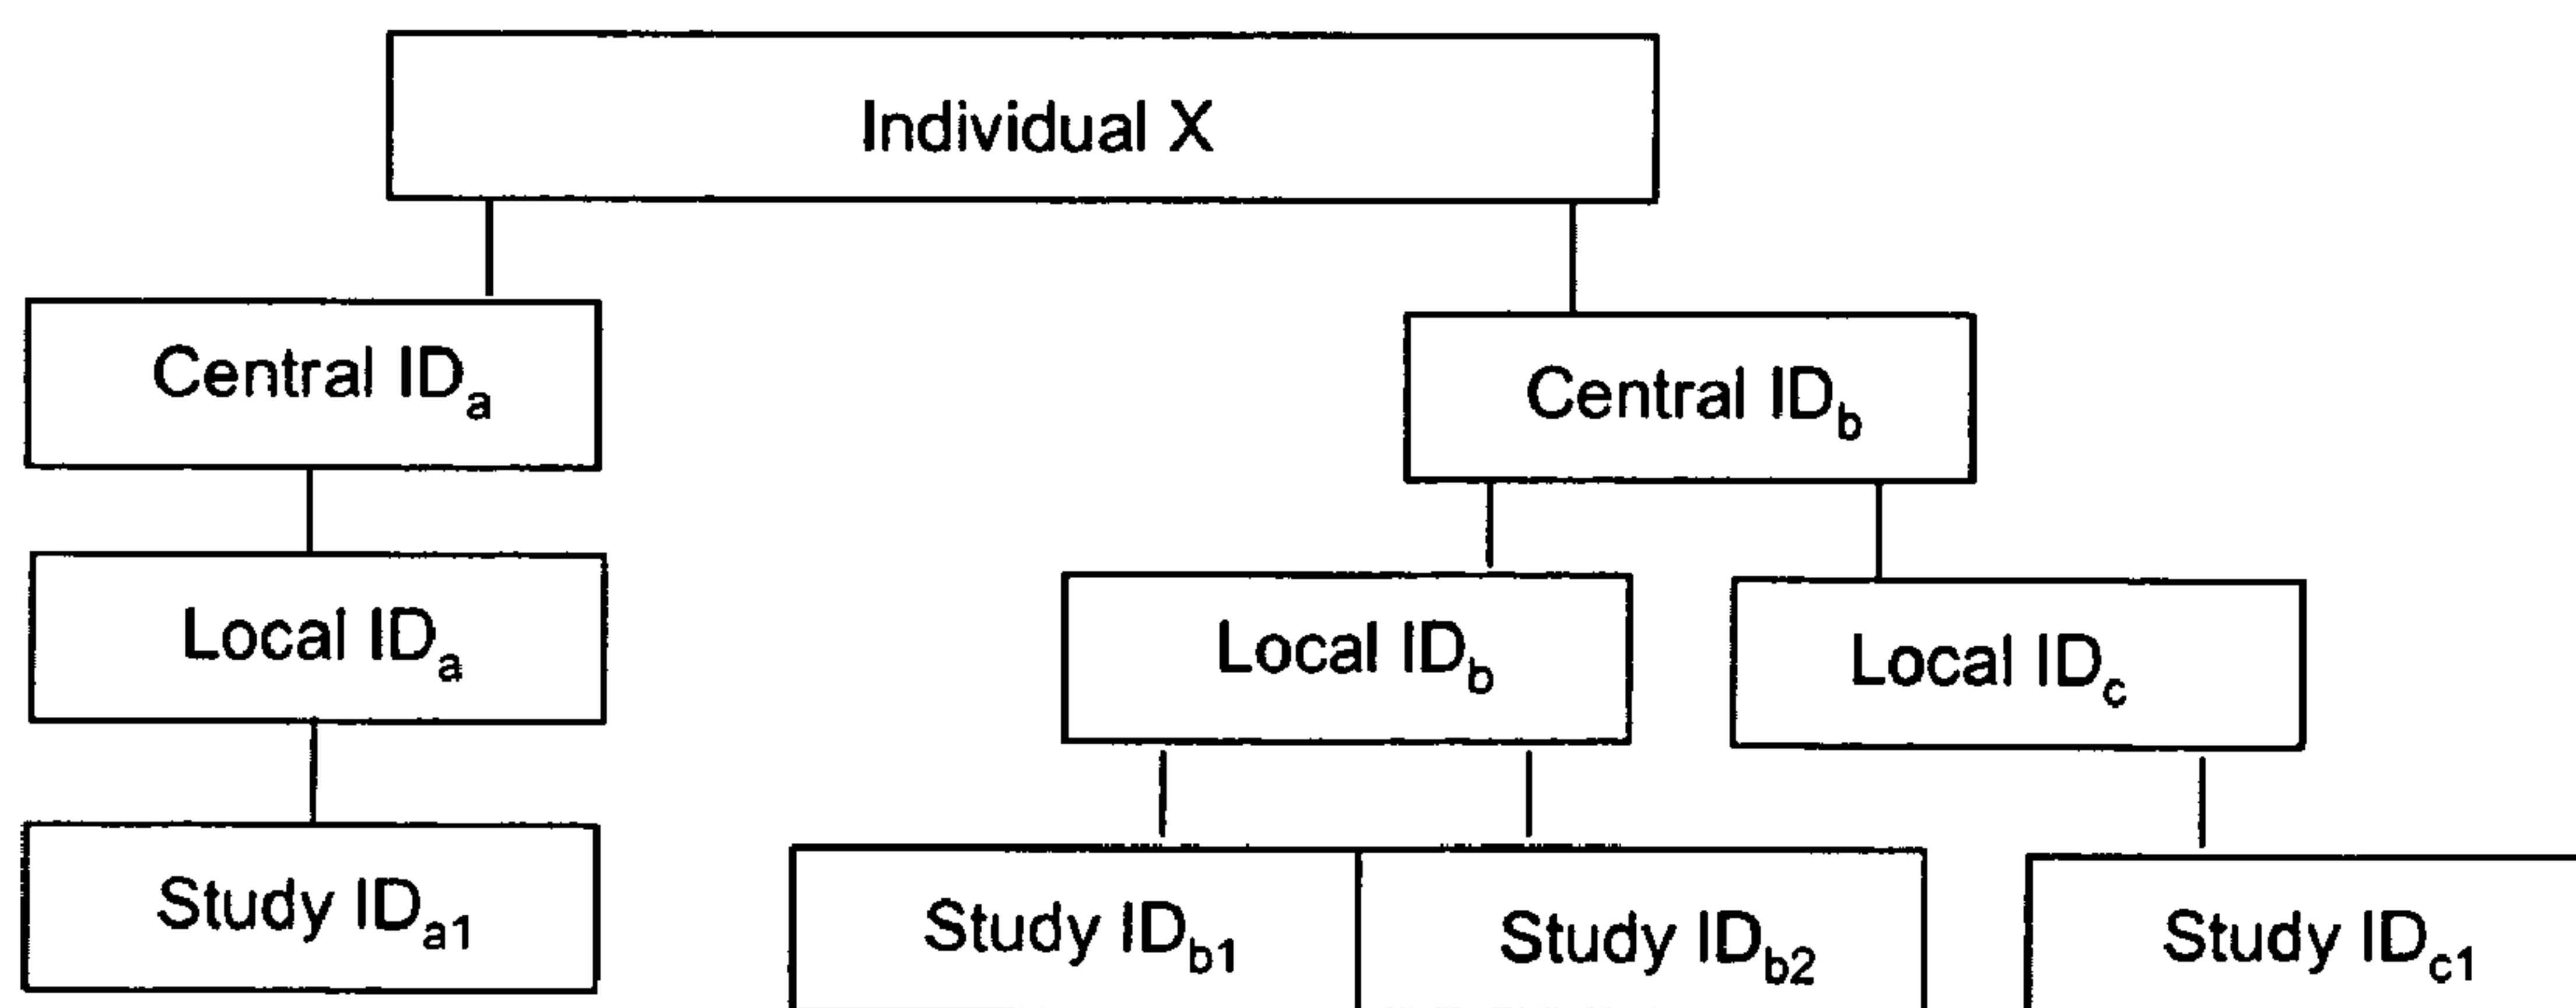 Individual X
Central IDa
Central IDb
Local IDa
Local IDb
Local IDc
Study IDa1
Study IDb1
Study IDb2
Study IDc1